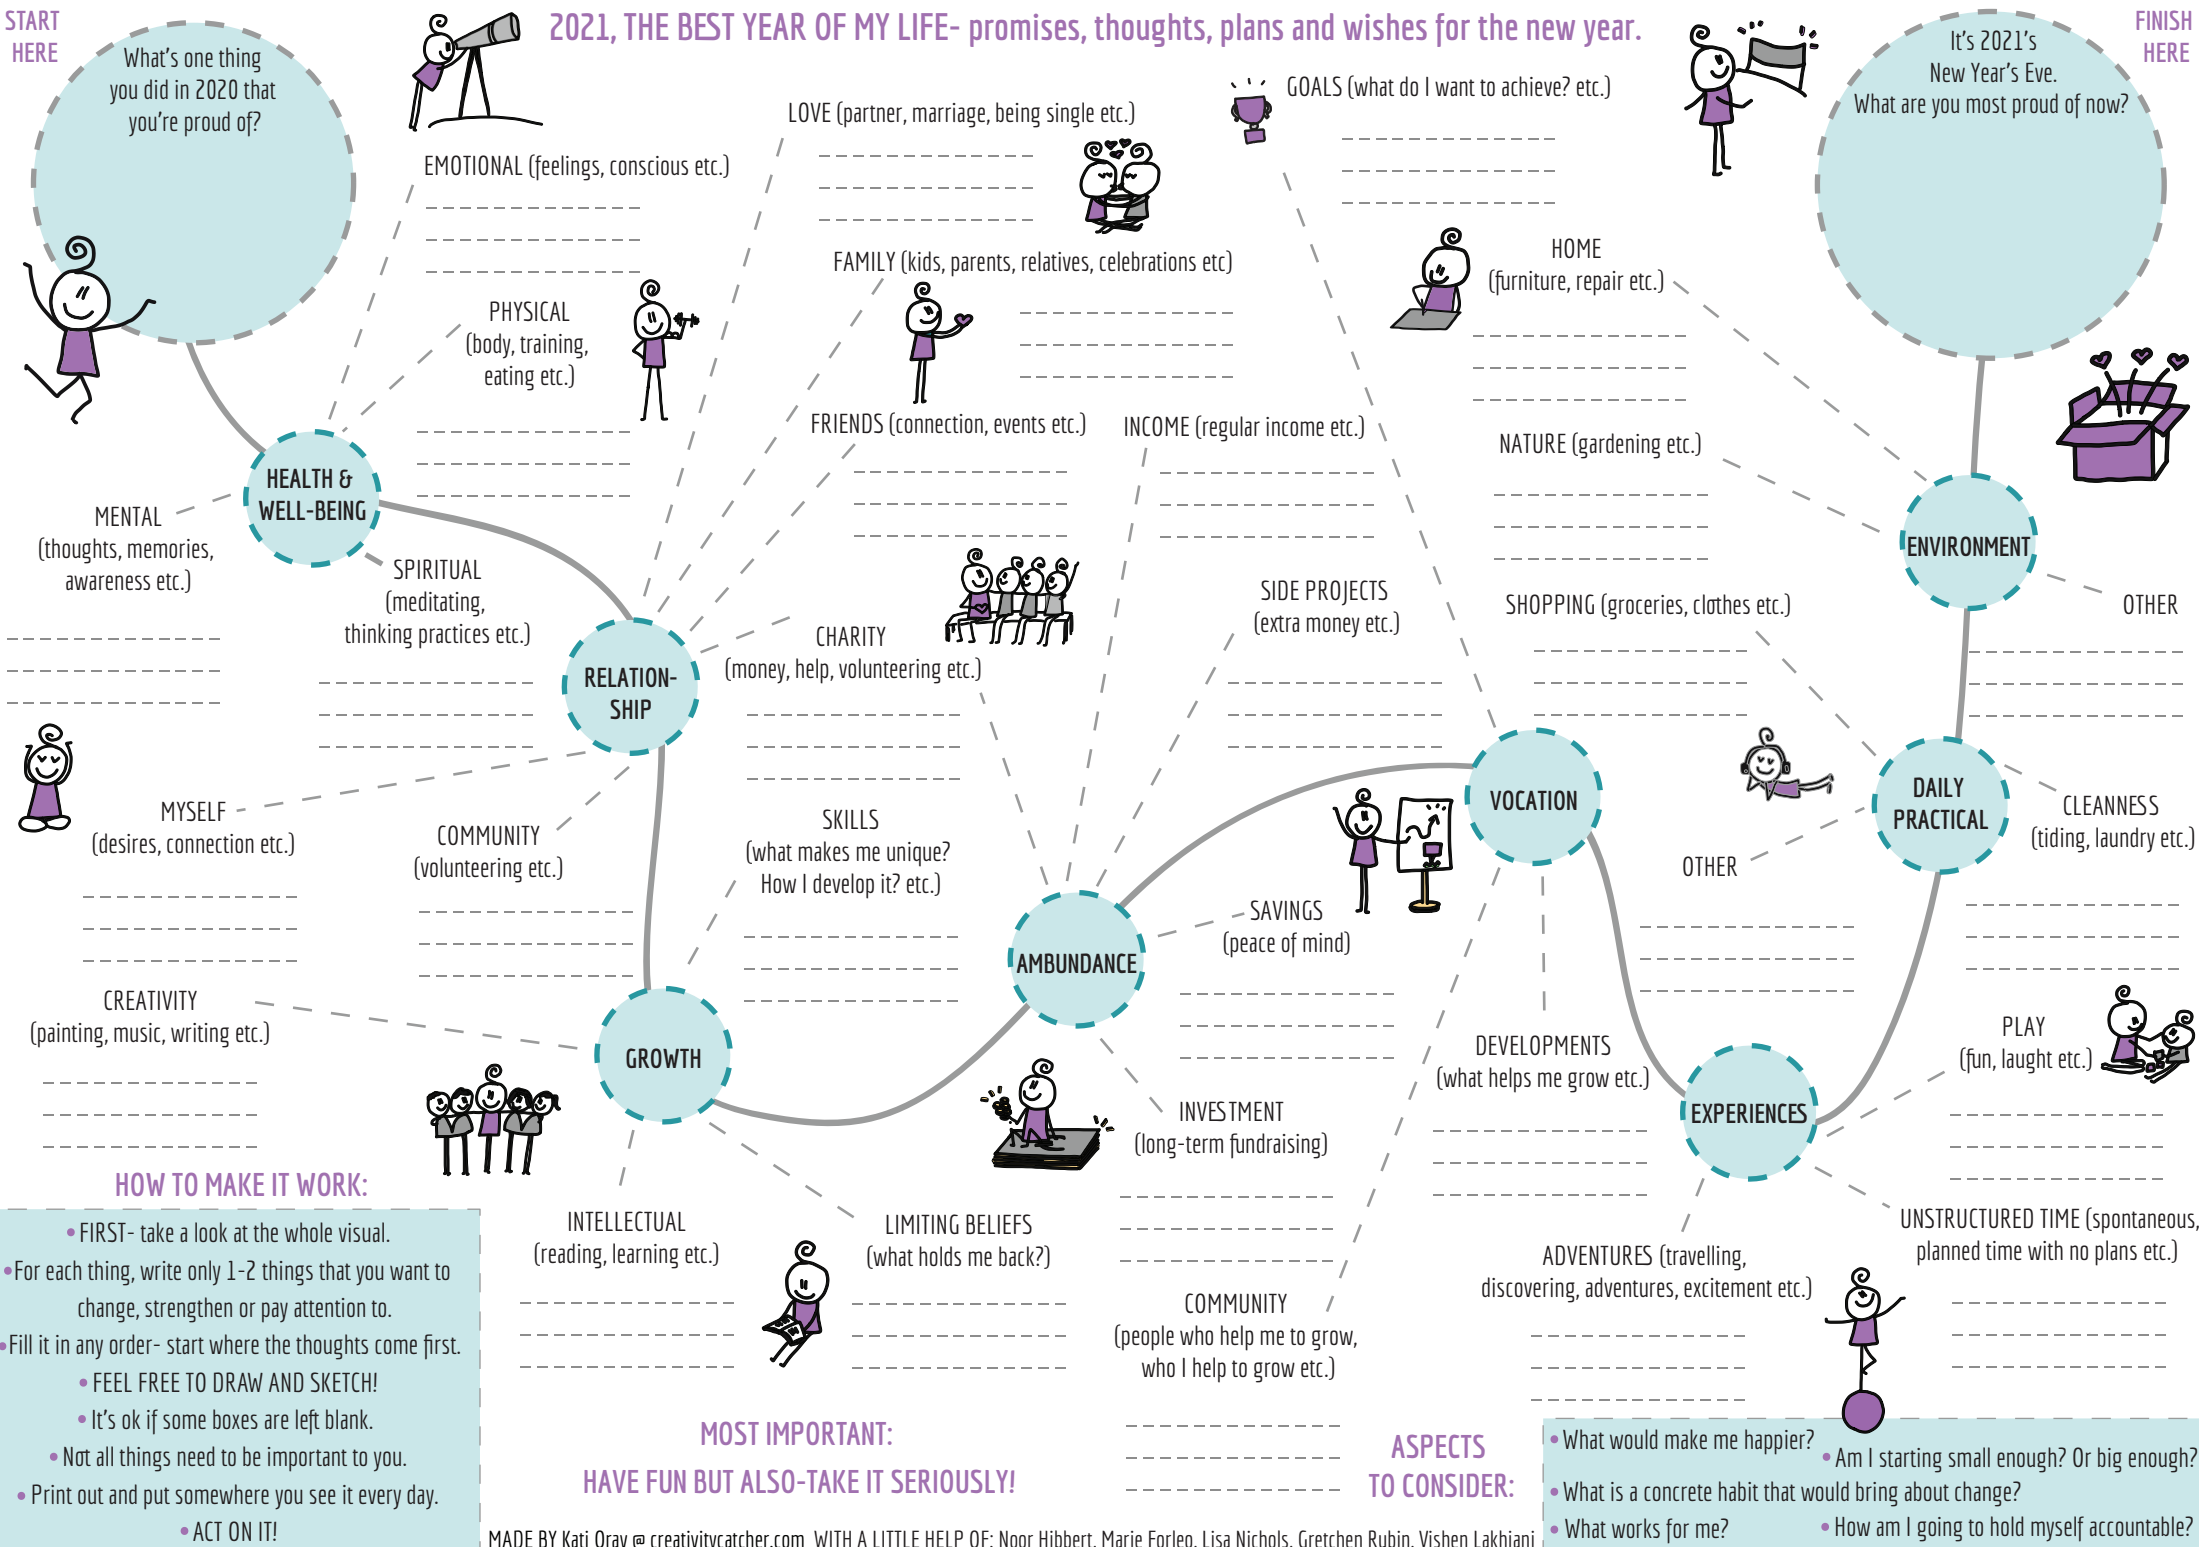 START
HERE
2021, THE BEST YEAR OF MY LIFE- promises, thoughts, plans and wishes for the new year.
FINISH
HERE
What's one thing
you did in 2020 that
you're proud of?
It's 2021's
New Year's Eve.
What are you most proud of now?
HEALTH &
WELL-BEING
EMOTIONAL (feelings, conscious etc.)
PHYSICAL
(body, training,
eating etc.)
MENTAL
(thoughts, memories,
awareness etc.)
SPIRITUAL
(meditating,
thinking practices etc.)
RELATION-
SHIP
LOVE (partner, marriage, being single etc.)
FAMILY (kids, parents, relatives, celebrations etc)
FRIENDS (connection, events etc.)
CHARITY
(money, help, volunteering etc.)
MYSELF
(desires, connection etc.)
COMMUNITY
(volunteering etc.)
GROWTH
SKILLS
(what makes me unique?
How I develop it? etc.)
CREATIVITY
(painting, music, writing etc.)
INTELLECTUAL
(reading, learning etc.)
LIMITING BELIEFS
(what holds me back?)
AMBUNDANCE
INCOME (regular income etc.)
SIDE PROJECTS
(extra money etc.)
SAVINGS
(peace of mind)
INVESTMENT
(long-term fundraising)
VOCATION
GOALS (what do I want to achieve? etc.)
DEVELOPMENTS
(what helps me grow etc.)
COMMUNITY
(people who help me to grow,
who I help to grow etc.)
EXPERIENCES
PLAY
(fun, laught etc.)
UNSTRUCTURED TIME (spontaneous,
planned time with no plans etc.)
ADVENTURES (travelling,
discovering, adventures, excitement etc.)
DAILY
PRACTICAL
SHOPPING (groceries, clothes etc.)
CLEANNESS
(tiding, laundry etc.)
OTHER
ENVIRONMENT
HOME
(furniture, repair etc.)
NATURE (gardening etc.)
OTHER
HOW TO MAKE IT WORK:
• FIRST- take a look at the whole visual.
• For each thing, write only 1-2 things that you want to
change, strengthen or pay attention to.
• Fill it in any order- start where the thoughts come first.
• FEEL FREE TO DRAW AND SKETCH!
• It's ok if some boxes are left blank.
• Not all things need to be important to you.
• Print out and put somewhere you see it every day.
• ACT ON IT!
MOST IMPORTANT:
HAVE FUN BUT ALSO-TAKE IT SERIOUSLY!
ASPECTS
TO CONSIDER:
• What would make me happier?
• Am I starting small enough? Or big enough?
• What is a concrete habit that would bring about change?
• What works for me?
• How am I going to hold myself accountable?
MADE BY Kati Orav @ creativitycatcher.com WITH A LITTLE HELP OF: Noor Hibbert, Marie Forleo, Lisa Nichols, Gretchen Rubin, Vishen Lakhiani